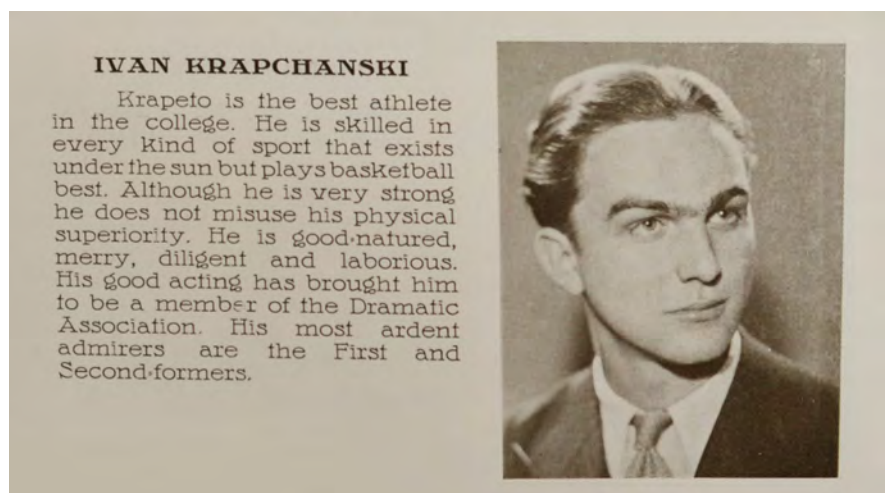 IVAN KRAPCHANSKI
Krapeto is the best athlete
in the college. He is skilled in
every kind of sport that exists
under the sun but plays basketball
best. Although he is very strong
he does not misuse his physical
superiority. He is good-natured,
merry, diligent and laborious.
His good acting has brought him
to be a member of the Dramatic
Association. His most ardent
admirers are the First and
Second-formers.